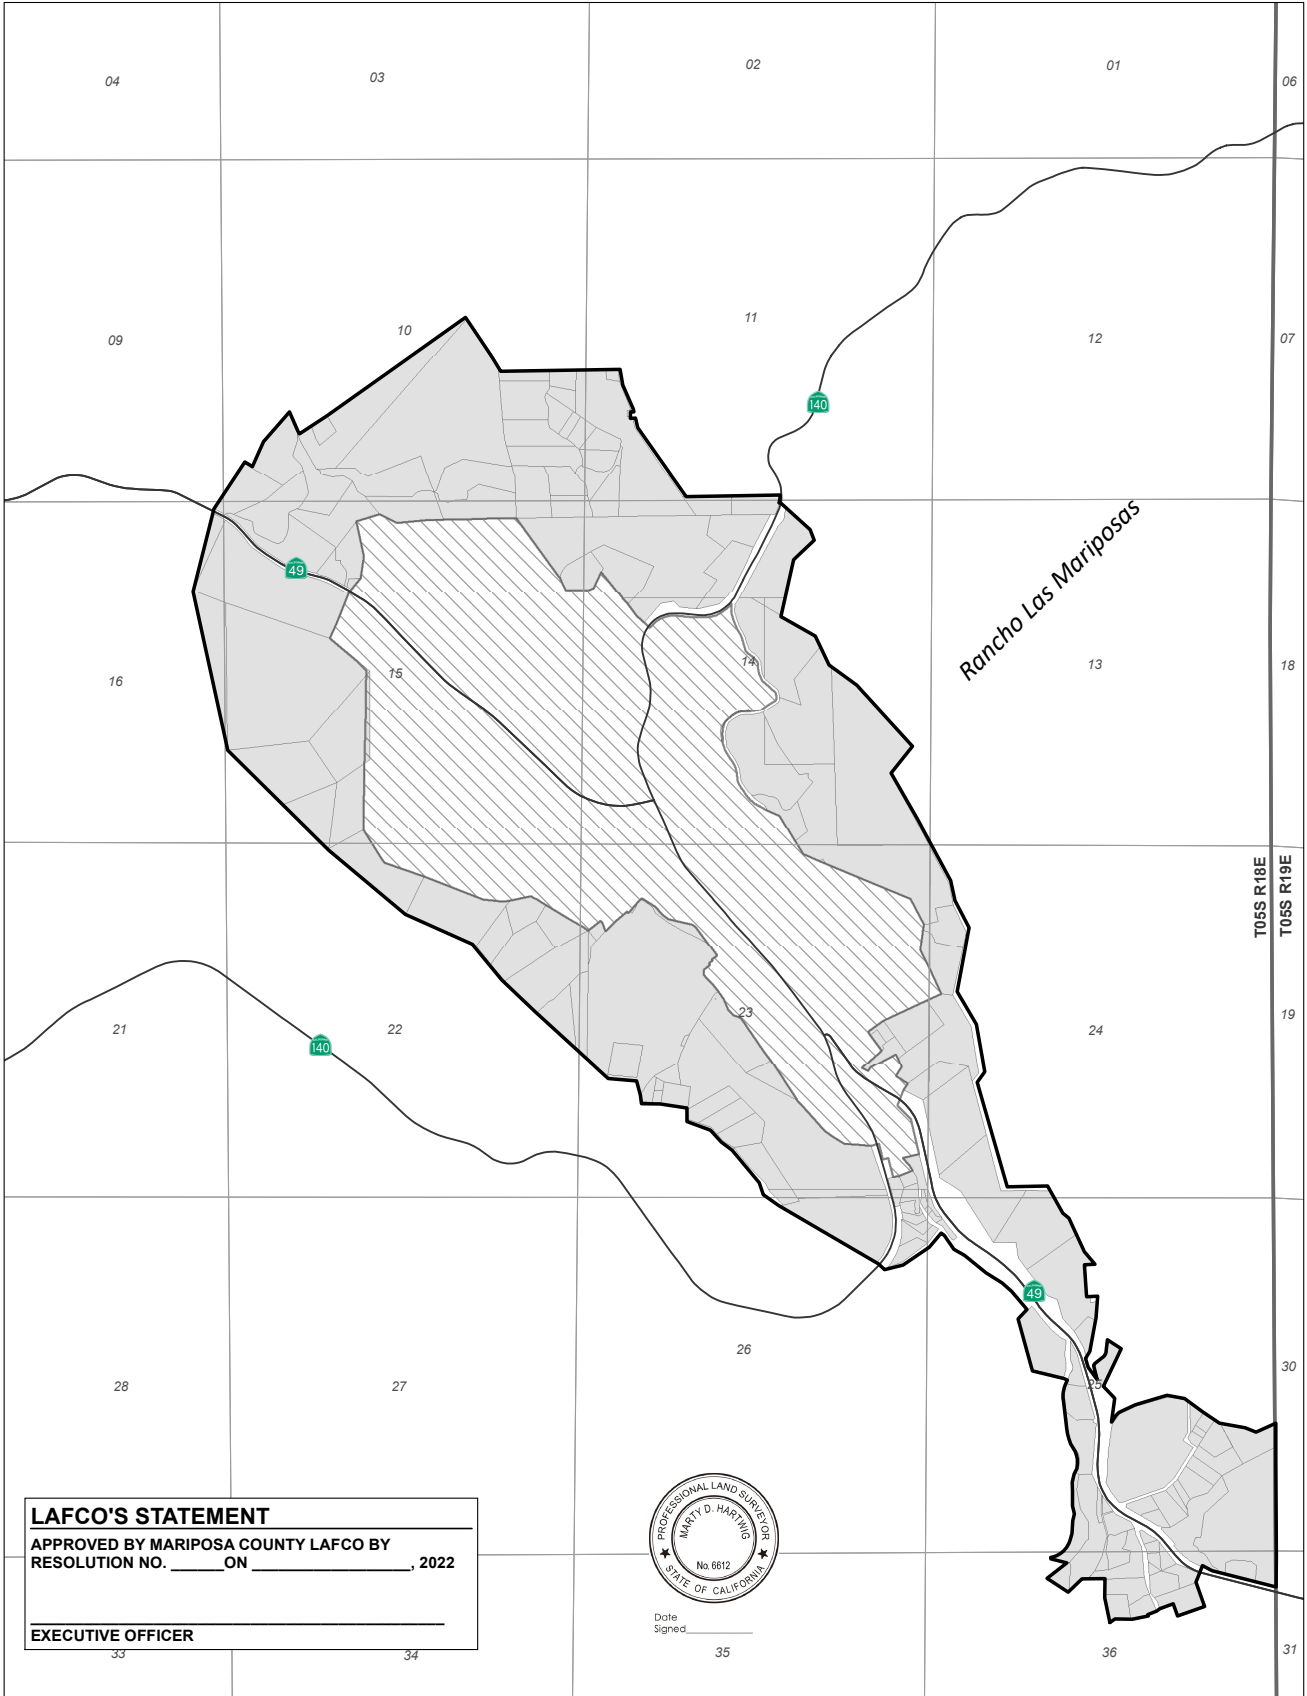 04
03
02
01
06
09
10
11
12
07
140
Rancho Las Mariposas
49
16
15
14
13
18
T05S R18E
T05S R19E
21
22
23
24
19
140
49
28
27
26
25
30
LAFCO'S STATEMENT
APPROVED BY MARIPOSA COUNTY LAFCO BY
RESOLUTION NO. ______ON __________________, 2022
EXECUTIVE OFFICER
PROFESSIONAL LAND SURVEYOR
MARTY D. HARTWIG
No. 6612
STATE OF CALIFORNIA
Date
Signed____________
33
34
35
36
31